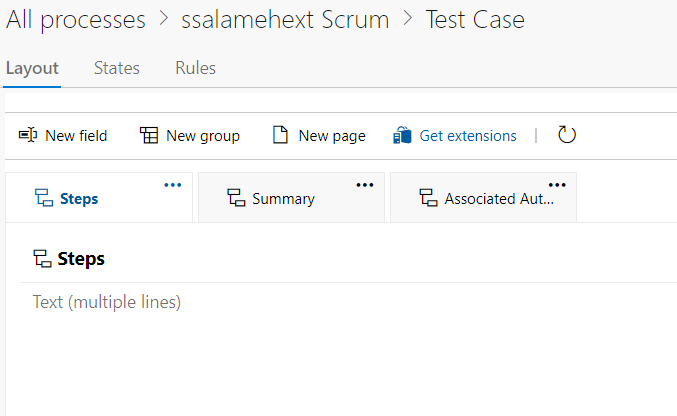 All processes > ssalamehext Scrum > Test Case
Layout States Rules
New field New group New page Get extensions |
Steps ... Summary ... Associated Aut... ...
Steps
Text (multiple lines)